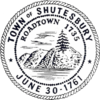 TOWN OF SHUTESBURY
ROADTOWN 1735
JUNE 30-1761